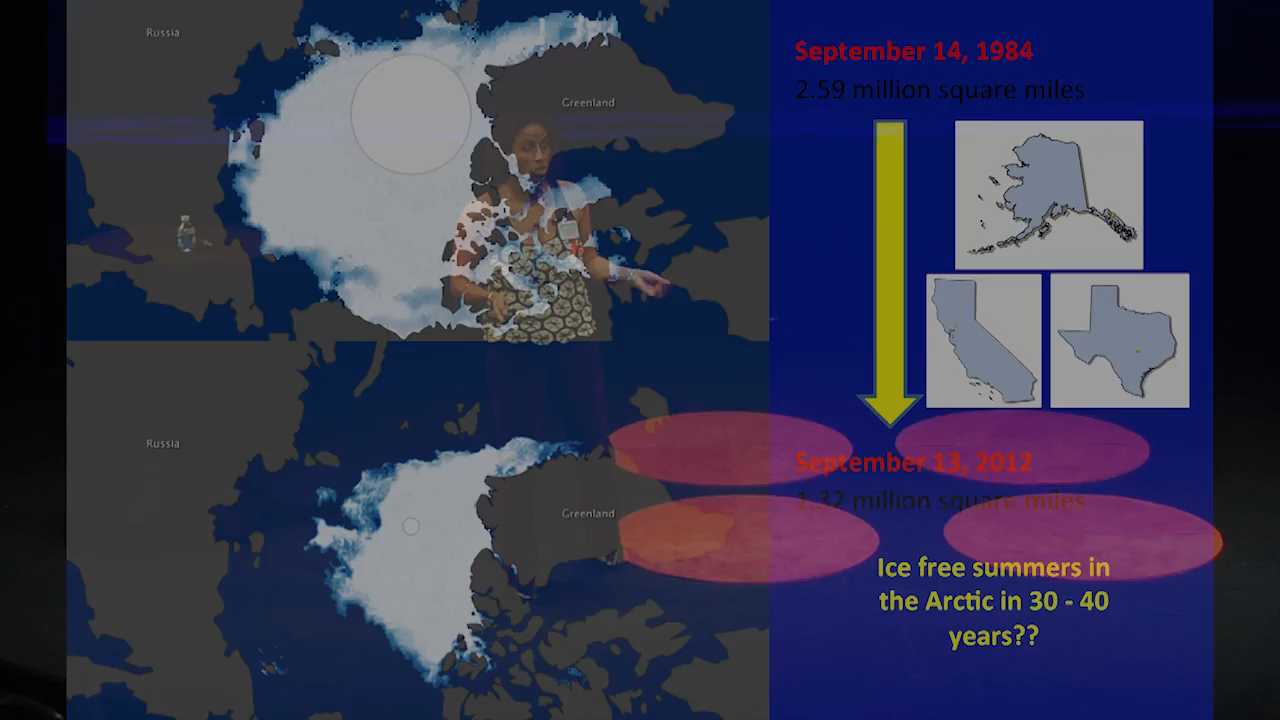 Russia
Greenland
September 14, 1984
2.59 million square miles
Russia
Greenland
September 13, 2012
1.32 million square miles
Ice free summers in
the Arctic in 30 - 40
years??